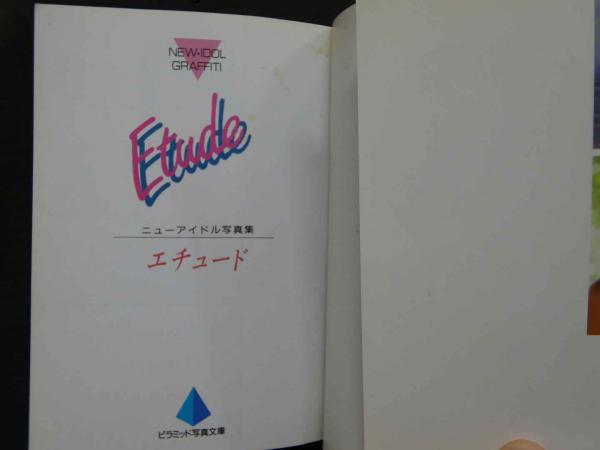 NEW•IDOL
GRAFFITI
Etude
ニューアイドル写真集
エチュード
ピラミッド写真文庫